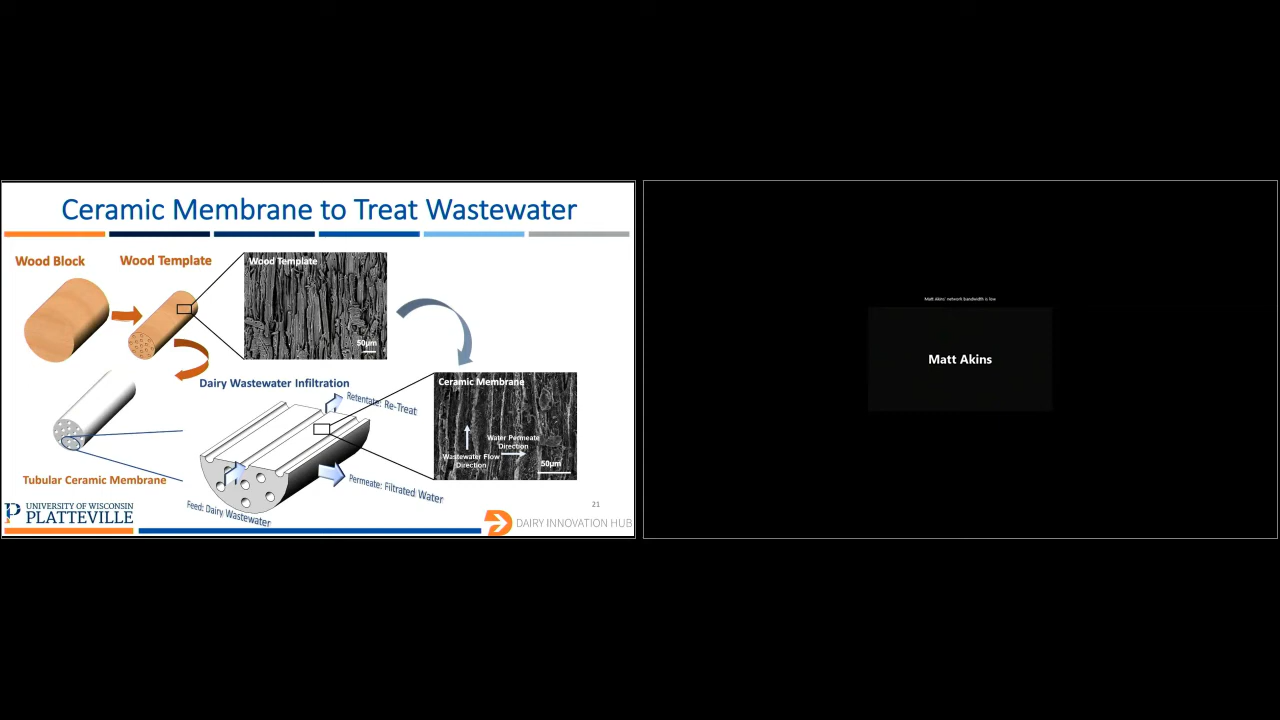 Ceramic Membrane to Treat Wastewater
Wood Block
Wood Template
Wood Template
50µm
Dairy Wastewater Infiltration
Retentate: Re-Treat
Ceramic Membrane
Water Permeate
Direction
Wastewater Flow
Direction
50µm
Tubular Ceramic Membrane
Permeate: Filtrated Water
Feed: Dairy Wastewater
21
UNIVERSITY OF WISCONSIN
PLATTEVILLE
DAIRY INNOVATION HUB
Matt Akins' network bandwidth is low
Matt Akins